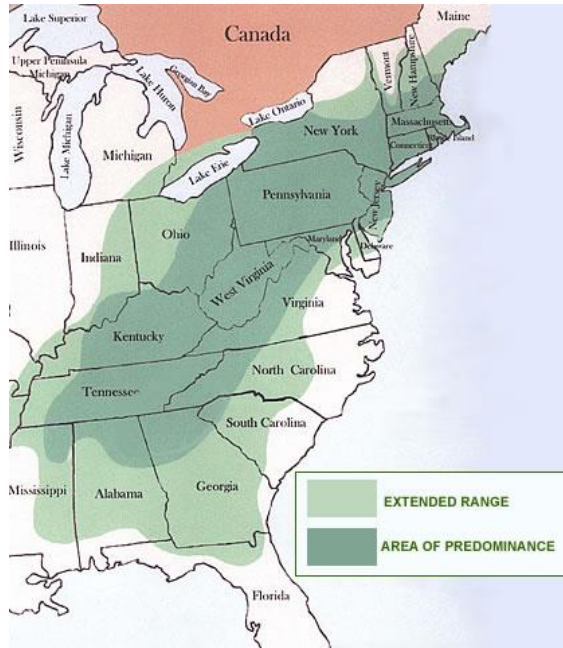 Lake Superior
Maine
Canada
Upper Peninsula
Michigan
Georgian Bay
Lake Huron
Vermont
New Hampshire
Lake Ontario
Wisconsin
Lake Michigan
Michigan
New York
Massachusetts
Connecticut
Rhode Island
Lake Erie
Pennsylvania
New Jersey
Ohio
Maryland
Delaware
Illinois
Indiana
West Virginia
Virginia
Kentucky
North Carolina
Tennessee
South Carolina
Mississippi
Alabama
Georgia
EXTENDED RANGE
AREA OF PREDOMINANCE
Florida